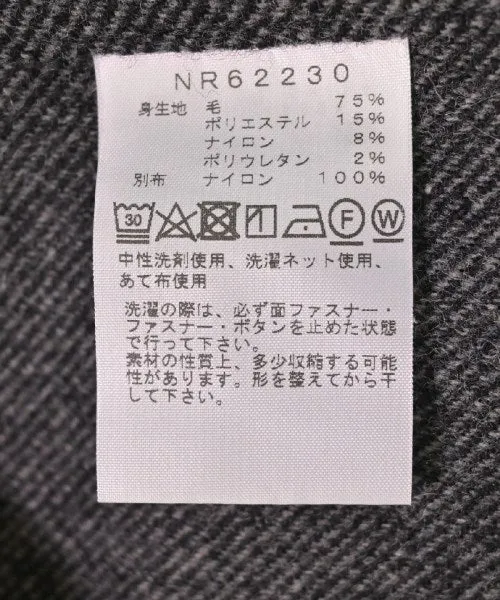 NR62230
身生地 毛 75%
ポリエステル 15%
ナイロン 8%
ポリウレタン 2%
別布 ナイロン 100%
30 F W
中性洗剤使用、洗濯ネット使用、
あて布使用
洗濯の際は、必ず面ファスナー・
ファスナー・ボタンを止めた状態
で行って下さい。
素材の性質上、多少収縮する可能
性があります。形を整えてから干
して下さい。